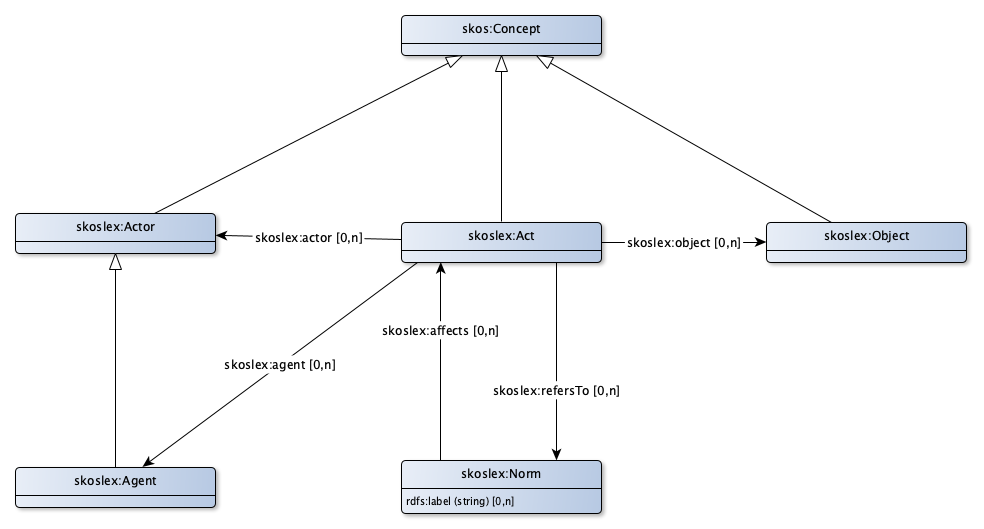 skos:Concept
skoslex:Actor
skoslex:actor [0,n]
skoslex:Act
skoslex:object [0,n]
skoslex:Object
skoslex:affects [0,n]
skoslex:agent [0,n]
skoslex:refersTo [0,n]
skoslex:Agent
skoslex:Norm
rdfs:label (string) [0,n]